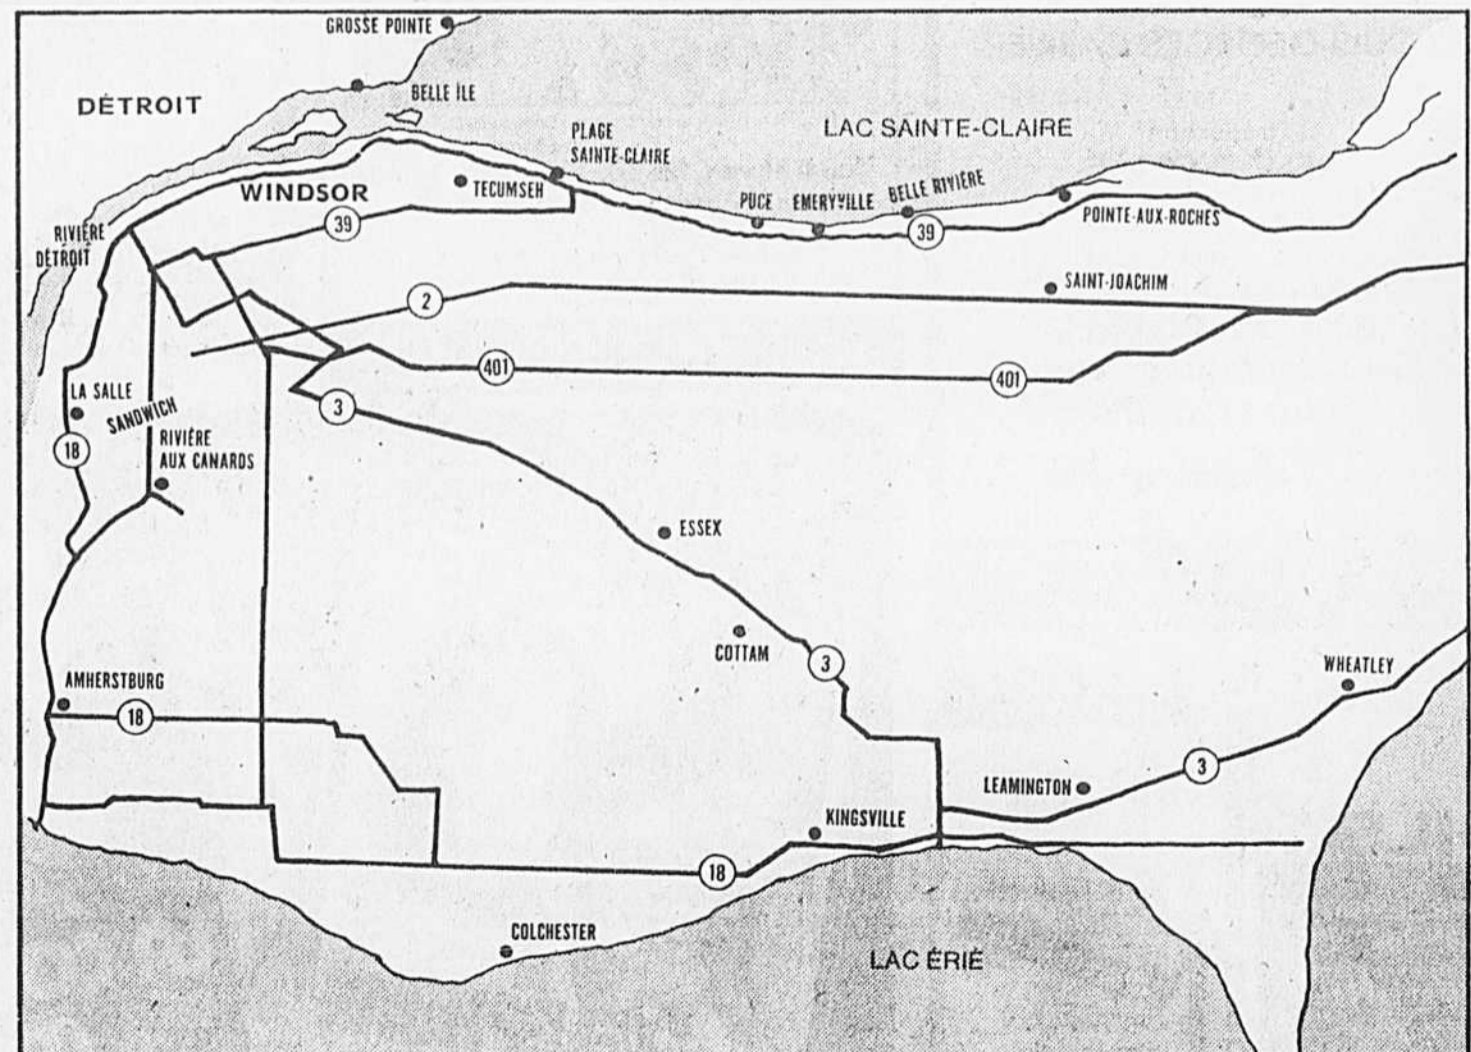 GROSSE POINTE
DÉTROIT
BELLE ÎLE
PLAGE
SAINTE-CLAIRE
LAC SAINTE-CLAIRE
WINDSOR
TECUMSEH
PUCE
EMERYVILLE
BELLE RIVIÈRE
POINTE-AUX-ROCHES
39
39
RIVIÈRE
DÉTROIT
2
SAINT-JOACHIM
401
401
3
LA SALLE
SANDWICH
18
RIVIÈRE
AUX CANARDS
ESSEX
COTTAM
3
AMHERSTBURG
18
WHEATLEY
3
LEAMINGTON
KINGSVILLE
18
COLCHESTER
LAC ÉRIÉ